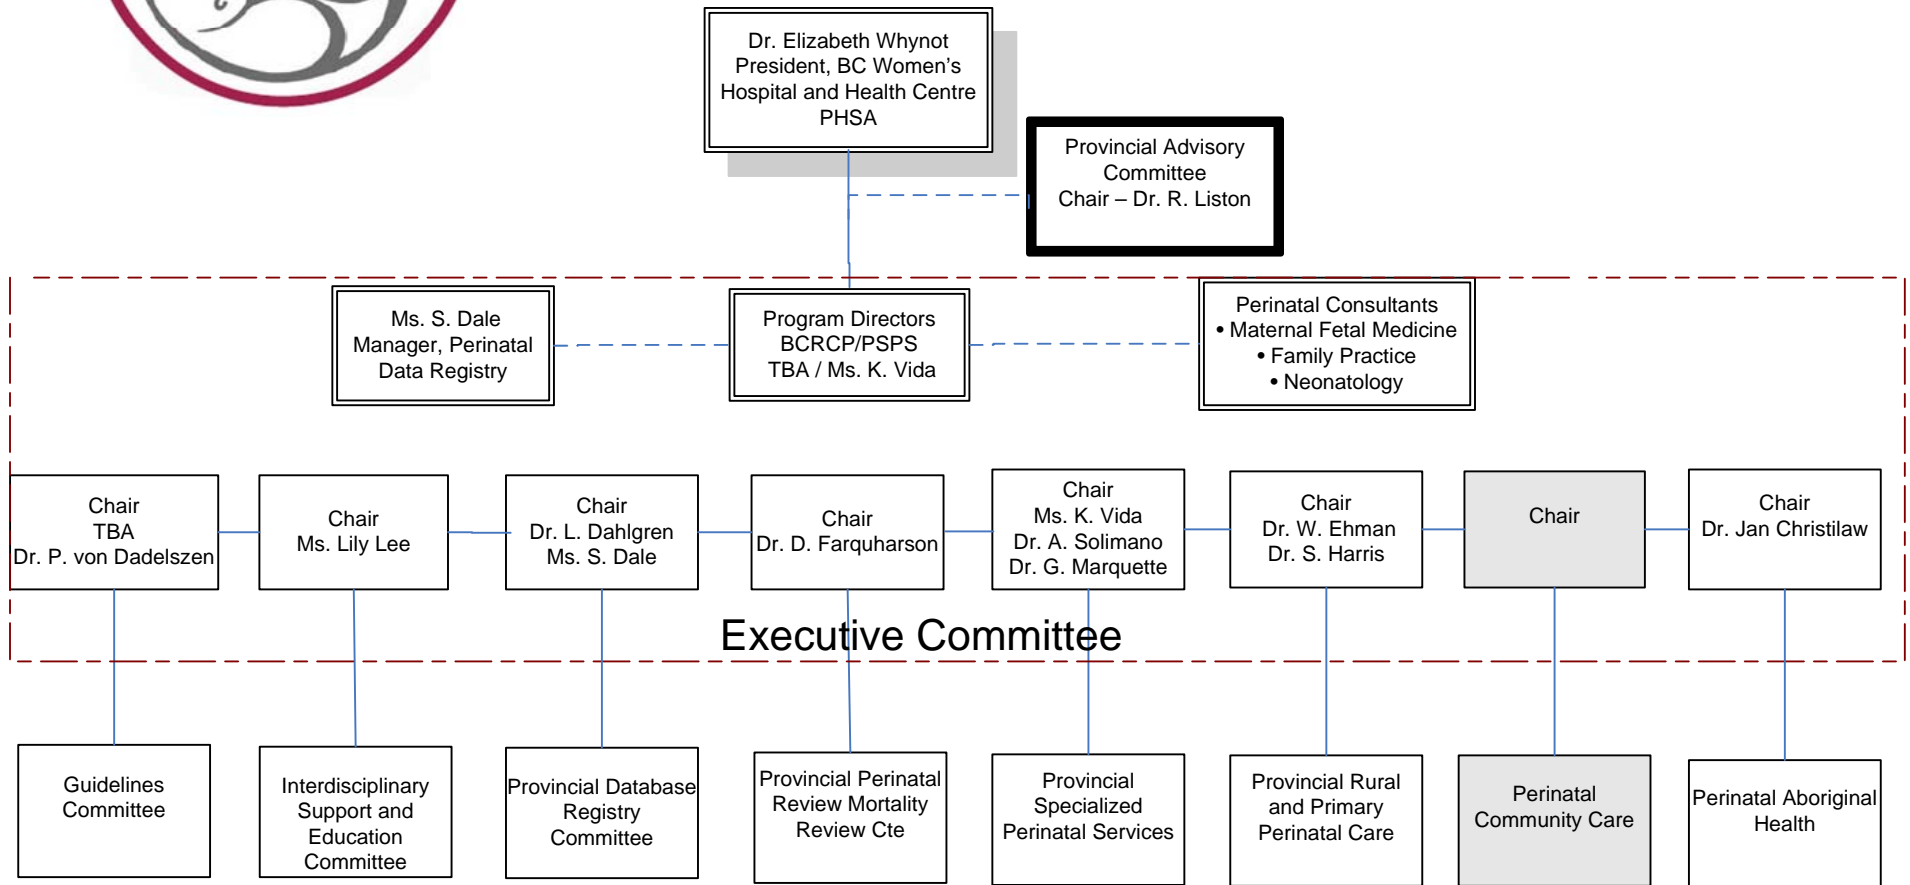 Dr. Elizabeth Whynot
President, BC Women's
Hospital and Health Centre
PHSA
Provincial Advisory
Committee
Chair – Dr. R. Liston
Ms. S. Dale
Manager, Perinatal
Data Registry
Program Directors
BCRCP/PSPS
TBA / Ms. K. Vida
Perinatal Consultants
• Maternal Fetal Medicine
• Family Practice
• Neonatology
Chair
TBA
Dr. P. von Dadelszen
Chair
Ms. Lily Lee
Chair
Dr. L. Dahlgren
Ms. S. Dale
Chair
Dr. D. Farquharson
Chair
Ms. K. Vida
Dr. A. Solimano
Dr. G. Marquette
Chair
Dr. W. Ehman
Dr. S. Harris
Chair
Chair
Dr. Jan Christilaw
Executive Committee
Guidelines
Committee
Interdisciplinary
Support and
Education
Committee
Provincial Database
Registry
Committee
Provincial Perinatal
Review Mortality
Review Cte
Provincial
Specialized
Perinatal Services
Provincial Rural
and Primary
Perinatal Care
Perinatal
Community Care
Perinatal Aboriginal
Health